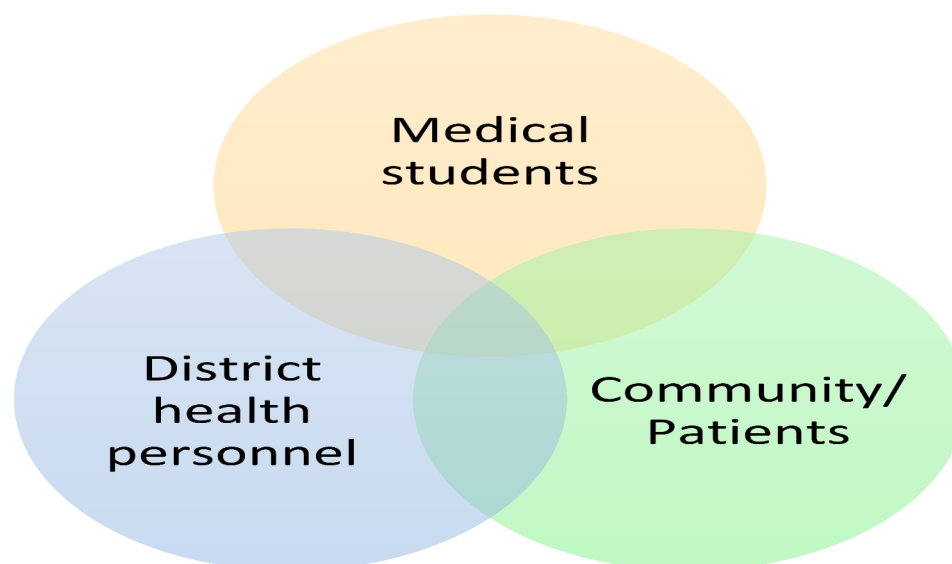 Medical
students
District
health
personnel
Community/
Patients